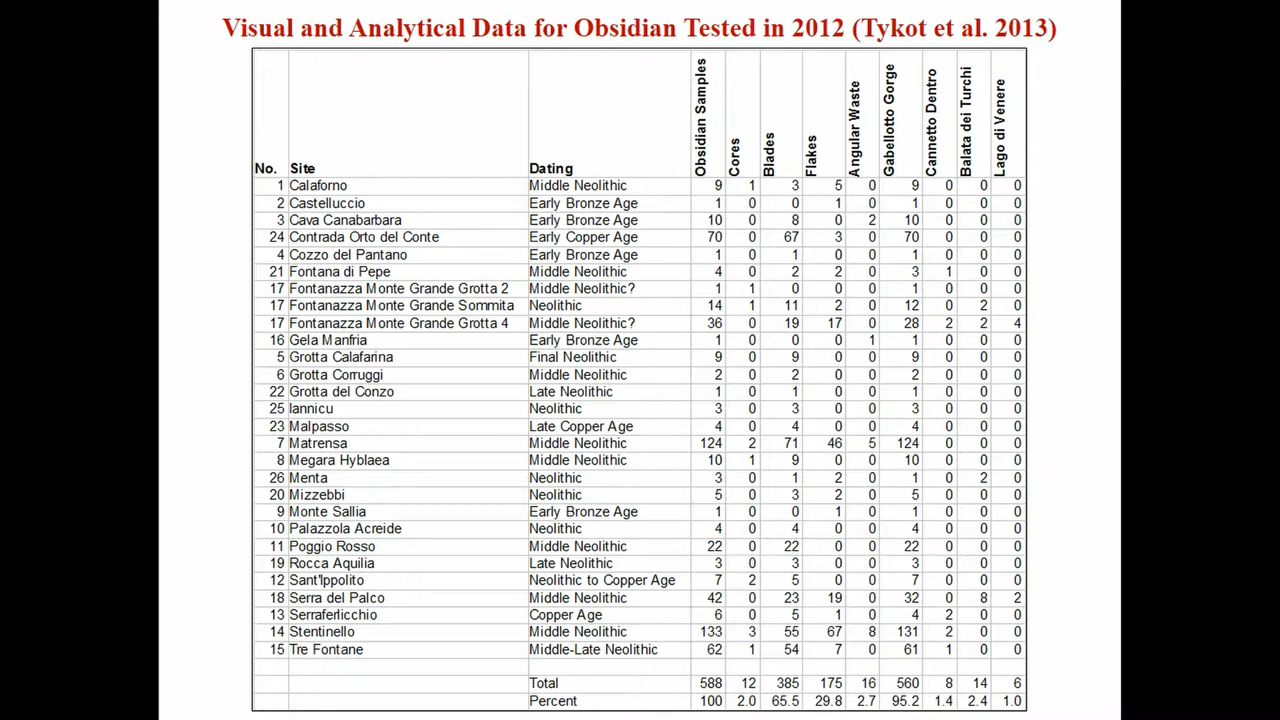 Visual and Analytical Data for Obsidian Tested in 2012 (Tykot et al. 2013)
No. Site Dating Obsidian Samples Cores Blades Flakes Angular Waste Gabellotto Gorge Cannetto Dentro Balata dei Turchi Lago di Venere
1 Calaforno Middle Neolithic 9 1 3 5 0 9 0 0 0
2 Castelluccio Early Bronze Age 1 0 0 1 0 1 0 0 0
3 Cava Canabarbara Early Bronze Age 10 0 8 0 2 10 0 0 0
24 Contrada Orto del Conte Early Copper Age 70 0 67 3 0 70 0 0 0
4 Cozzo del Pantano Early Bronze Age 1 0 1 0 0 1 0 0 0
21 Fontana di Pepe Middle Neolithic 4 0 2 2 0 3 1 0 0
17 Fontanazza Monte Grande Grotta 2 Middle Neolithic? 1 1 0 0 0 1 0 0 0
17 Fontanazza Monte Grande Sommita Neolithic 14 1 11 2 0 12 0 2 0
17 Fontanazza Monte Grande Grotta 4 Middle Neolithic? 36 0 19 17 0 28 2 2 4
16 Gela Manfria Early Bronze Age 1 0 0 0 1 1 0 0 0
5 Grotta Calafarina Final Neolithic 9 0 9 0 0 9 0 0 0
6 Grotta Corruggi Middle Neolithic 2 0 2 0 0 2 0 0 0
22 Grotta del Conzo Late Neolithic 1 0 1 0 0 1 0 0 0
25 Iannicu Neolithic 3 0 3 0 0 3 0 0 0
23 Malpasso Late Copper Age 4 0 4 0 0 4 0 0 0
7 Matrensa Middle Neolithic 124 2 71 46 5 124 0 0 0
8 Megara Hyblaea Middle Neolithic 10 1 9 0 0 10 0 0 0
26 Menta Neolithic 3 0 1 2 0 1 0 2 0
20 Mizzebbi Neolithic 5 0 3 2 0 5 0 0 0
9 Monte Sallia Early Bronze Age 1 0 0 1 0 1 0 0 0
10 Palazzola Acreide Neolithic 4 0 4 0 0 4 0 0 0
11 Poggio Rosso Middle Neolithic 22 0 22 0 0 22 0 0 0
19 Rocca Aquilia Late Neolithic 3 0 3 0 0 3 0 0 0
12 Sant'Ippolito Neolithic to Copper Age 7 2 5 0 0 7 0 0 0
18 Serra del Palco Middle Neolithic 42 0 23 19 0 32 0 8 2
13 Serraferlicchio Copper Age 6 0 5 1 0 4 2 0 0
14 Stentinello Middle Neolithic 133 3 55 67 8 131 2 0 0
15 Tre Fontane Middle-Late Neolithic 62 1 54 7 0 61 1 0 0
Total 588 12 385 175 16 560 8 14 6
Percent 100 2.0 65.5 29.8 2.7 95.2 1.4 2.4 1.0